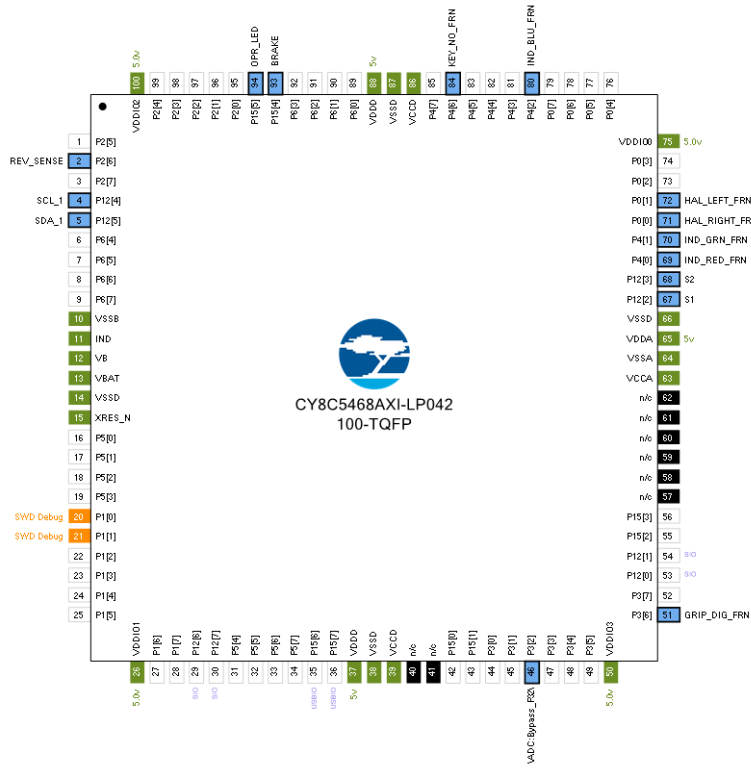 5.0v
OPR_LED
BRAKE
5v
KEY_NO_FRN
IND_BLU_FRN
100 99 98 97 96 95 94 93 92 91 90 89 88 87 86 85 84 83 82 81 80 79 78 77 76
VDDIO2 P2[4] P2[3] P2[2] P2[1] P2[0] P15[5] P15[4] P6[3] P6[2] P6[1] P6[0] VDDD VSSD VCCD P4[7] P4[6] P4[5] P4[4] P4[3] P4[2] P0[7] P0[6] P0[5] P0[4]
1 P2[5]
REV_SENSE 2 P2[6]
3 P2[7]
SCL_1 4 P12[4]
SDA_1 5 P12[5]
6 P6[4]
7 P6[5]
8 P6[6]
9 P6[7]
10 VSSB
11 IND
12 VB
13 VBAT
14 VSSD
15 XRES_N
16 P5[0]
17 P5[1]
18 P5[2]
19 P5[3]
SWD Debug 20 P1[0]
SWD Debug 21 P1[1]
22 P1[2]
23 P1[3]
24 P1[4]
25 P1[5]
CY8C5468AXI-LP042
100-TQFP
VDDIO0 75 5.0v
P0[3] 74
P0[2] 73
P0[1] 72 HAL_LEFT_FRN
P0[0] 71 HAL_RIGHT_FR
P4[1] 70 IND_GRN_FRN
P4[0] 69 IND_RED_FRN
P12[3] 68 S2
P12[2] 67 S1
VSSD 66
VDDA 65 5v
VSSA 64
VCCA 63
n/c 62
n/c 61
n/c 60
n/c 59
n/c 58
n/c 57
P15[3] 56
P15[2] 55
P12[1] 54 SIO
P12[0] 53 SIO
P3[7] 52
P3[6] 51 GRIP_DIG_FRN
VDDIO1 P1[6] P1[7] P12[6] P12[7] P5[4] P5[5] P5[6] P5[7] P15[6] P15[7] VDDD VSSD VCCD n/c n/c P15[0] P15[1] P3[0] P3[1] P3[2] P3[3] P3[4] P3[5] VDDIO3
26 27 28 29 30 31 32 33 34 35 36 37 38 39 40 41 42 43 44 45 46 47 48 49 50
5.0v
SIO
SIO
USBIO
USBIO
5v
5.0v